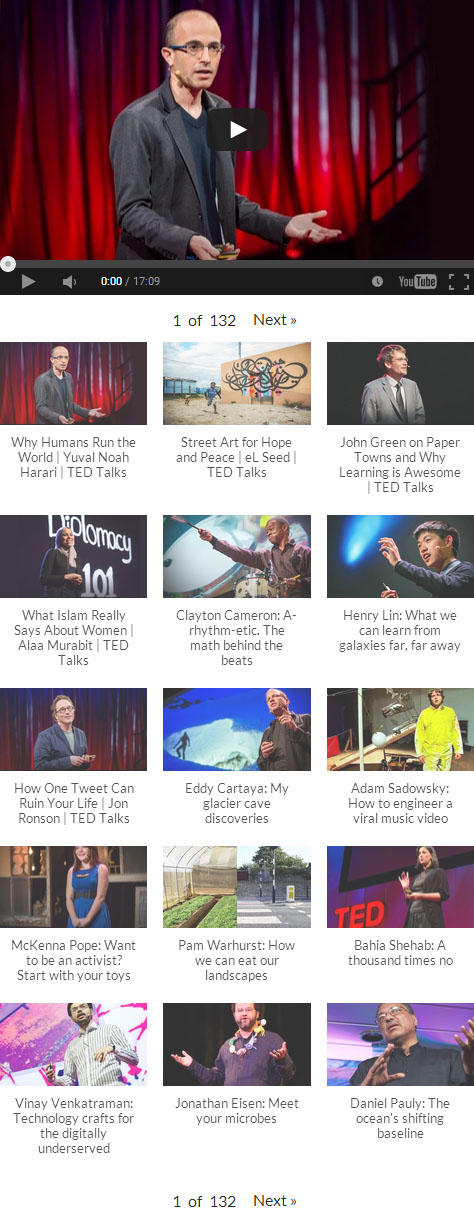 0:00 / 17:09 YouTube
1 of 132 Next »
Why Humans Run the
World | Yuval Noah
Harari | TED Talks
Street Art for Hope
and Peace | eL Seed |
TED Talks
John Green on Paper
Towns and Why
Learning is Awesome
| TED Talks
Diplomacy
101
What Islam Really
Says About Women |
Alaa Murabit | TED
Talks
Clayton Cameron: A-
rhythm-etic. The
math behind the
beats
Henry Lin: What we
can learn from
galaxies far, far away
How One Tweet Can
Ruin Your Life | Jon
Ronson | TED Talks
Eddy Cartaya: My
glacier cave
discoveries
Adam Sadowsky:
How to engineer a
viral music video
TED
McKenna Pope: Want
to be an activist?
Start with your toys
Pam Warhurst: How
we can eat our
landscapes
Bahia Shehab: A
thousand times no
Vinay Venkatraman:
Technology crafts for
the digitally
underserved
Jonathan Eisen: Meet
your microbes
Daniel Pauly: The
ocean's shifting
baseline
1 of 132 Next »